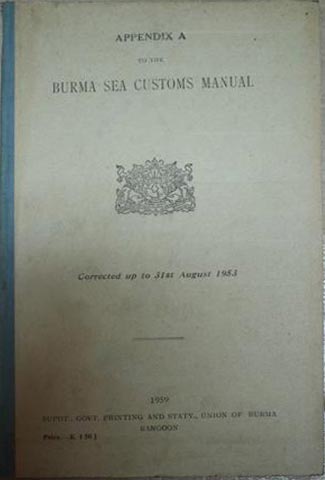 APPENDIX A
TO THE
BURMA SEA CUSTOMS MANUAL
Corrected up to 31st August 1953
1959
SUPDT., GOVT. PRINTING AND STATY., UNION OF BURMA
RANGOON
Price,—K.